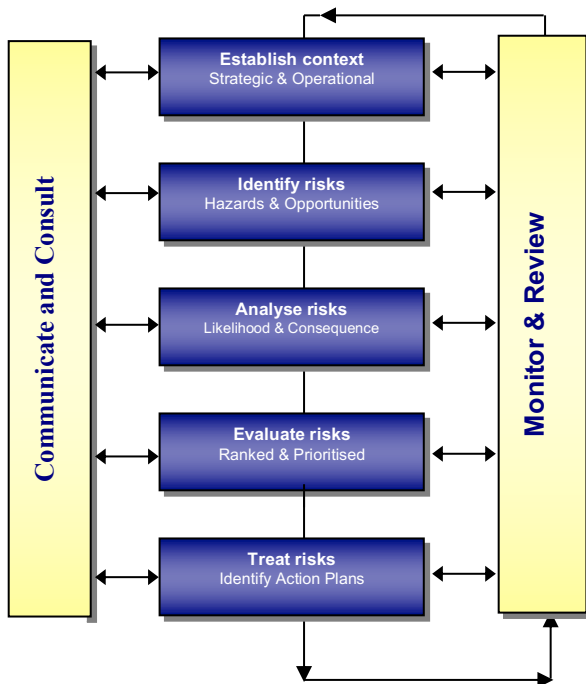 Communicate and Consult
Establish context
Strategic & Operational
Identify risks
Hazards & Opportunities
Analyse risks
Likelihood & Consequence
Evaluate risks
Ranked & Prioritised
Treat risks
Identify Action Plans
Monitor & Review